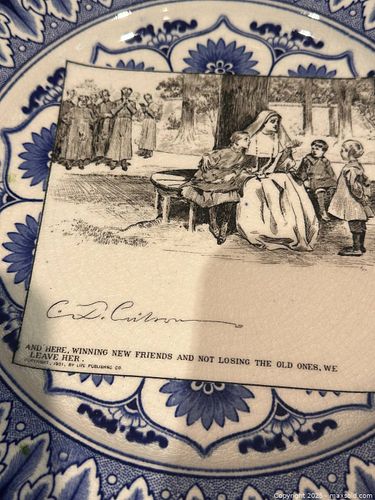 C. D. Gibson
AND HERE, WINNING NEW FRIENDS AND NOT LOSING THE OLD ONES, WE
LEAVE HER.
COPYRIGHT, 1901, BY LIFE PUBLISHING CO.
Copyright © 2025 - maxsold.com